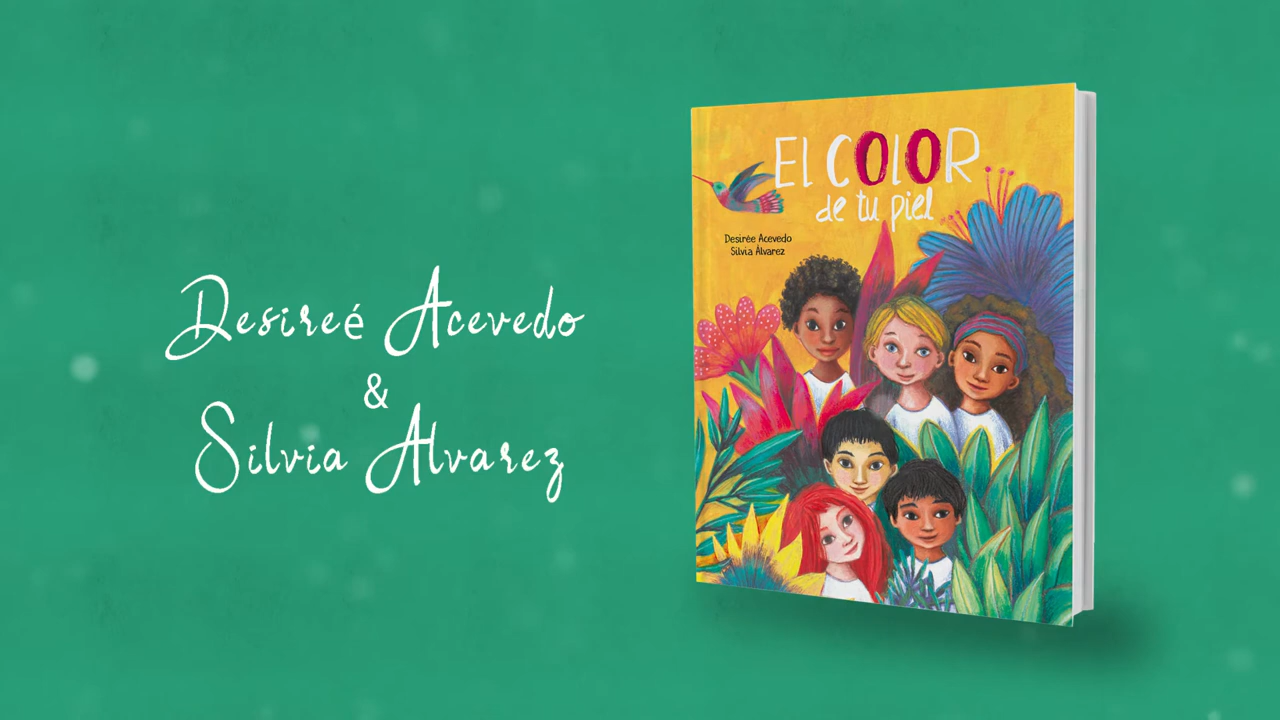 Desireé Acevedo
&
Silvia Alvarez
El COlOR
de tu piel
Desirée Acevedo
Silvia Álvarez